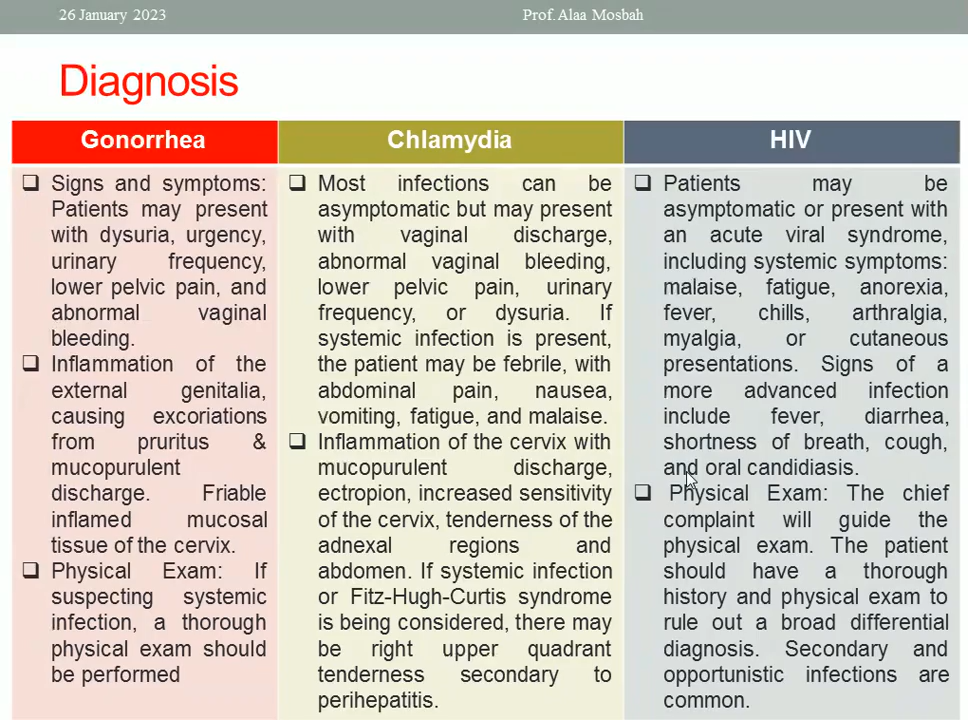 26 January 2023
Prof. Alaa Mosbah
Diagnosis
Gonorrhea
Signs and symptoms:
Patients may present
with dysuria, urgency,
urinary frequency,
lower pelvic pain, and
abnormal vaginal
bleeding.
Inflammation of the
external genitalia,
causing excoriations
from pruritus &
mucopurulent
discharge. Friable
inflamed mucosal
tissue of the cervix.
Physical Exam: If
suspecting systemic
infection, a thorough
physical exam should
be performed
Chlamydia
Most infections can be
asymptomatic but may present
with vaginal discharge,
abnormal vaginal bleeding,
lower pelvic pain, urinary
frequency, or dysuria. If
systemic infection is present,
the patient may be febrile, with
abdominal pain, nausea,
vomiting, fatigue, and malaise.
Inflammation of the cervix with
mucopurulent discharge,
ectropion, increased sensitivity
of the cervix, tenderness of the
adnexal regions and
abdomen. If systemic infection
or Fitz-Hugh-Curtis syndrome
is being considered, there may
be right upper quadrant
tenderness secondary to
perihepatitis.
HIV
Patients may be
asymptomatic or present with
an acute viral syndrome,
including systemic symptoms:
malaise, fatigue, anorexia,
fever, chills, arthralgia,
myalgia, or cutaneous
presentations. Signs of a
more advanced infection
include fever, diarrhea,
shortness of breath, cough,
and oral candidiasis.
Physical Exam: The chief
complaint will guide the
physical exam. The patient
should have a thorough
history and physical exam to
rule out a broad differential
diagnosis. Secondary and
opportunistic infections are
common.